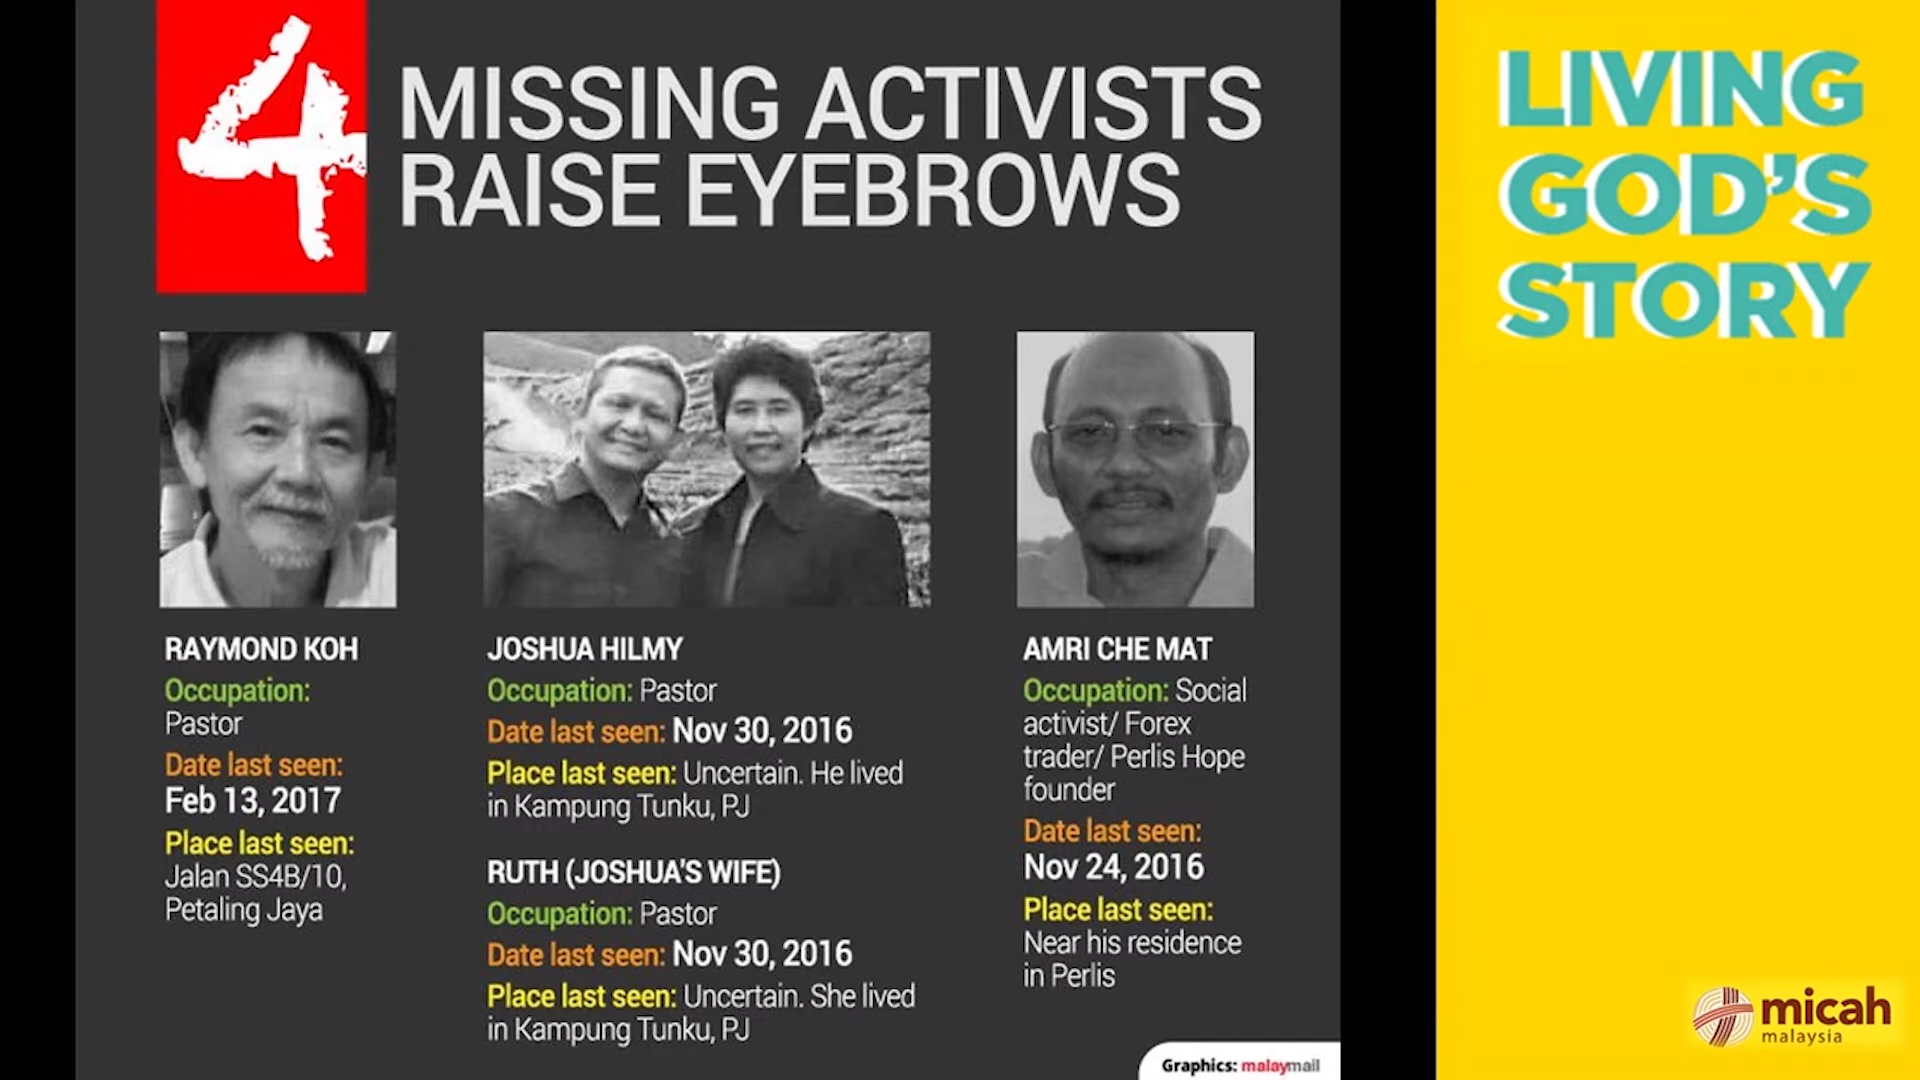 4
MISSING ACTIVISTS
RAISE EYEBROWS
RAYMOND KOH
Occupation:
Pastor
Date last seen:
Feb 13, 2017
Place last seen:
Jalan SS4B/10,
Petaling Jaya
JOSHUA HILMY
Occupation: Pastor
Date last seen: Nov 30, 2016
Place last seen: Uncertain. He lived
in Kampung Tunku, PJ
RUTH (JOSHUA'S WIFE)
Occupation: Pastor
Date last seen: Nov 30, 2016
Place last seen: Uncertain. She lived
in Kampung Tunku, PJ
AMRI CHE MAT
Occupation: Social
activist/ Forex
trader/ Perlis Hope
founder
Date last seen:
Nov 24, 2016
Place last seen:
Near his residence
in Perlis
Graphics: malaymail
LIVING
GOD'S
STORY
micah
malaysia